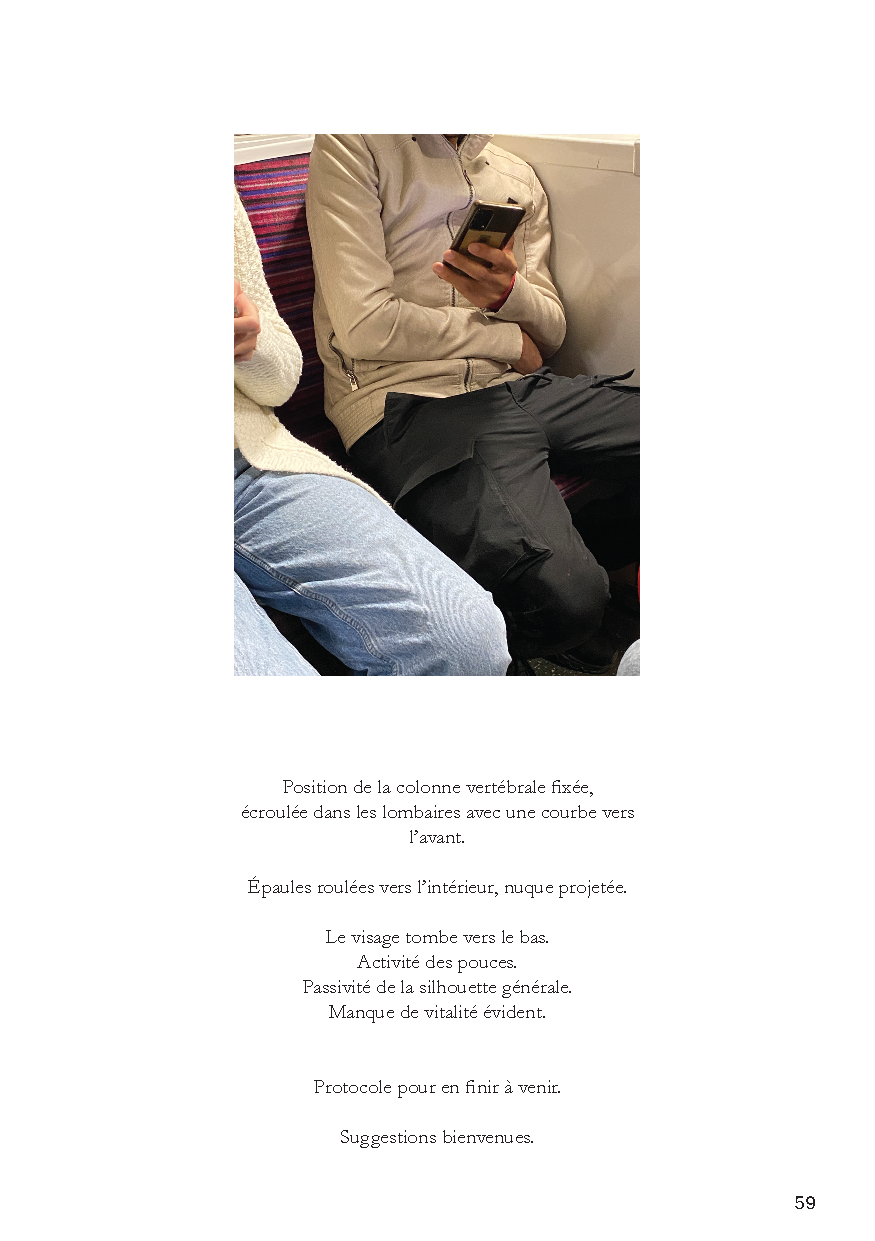 Position de la colonne vertébrale fixée,
écroulée dans les lombaires avec une courbe vers
l’avant.
Épaules roulées vers l’intérieur, nuque projetée.
Le visage tombe vers le bas.
Activité des pouces.
Passivité de la silhouette générale.
Manque de vitalité évident.
Protocole pour en finir à venir.
Suggestions bienvenues.
59